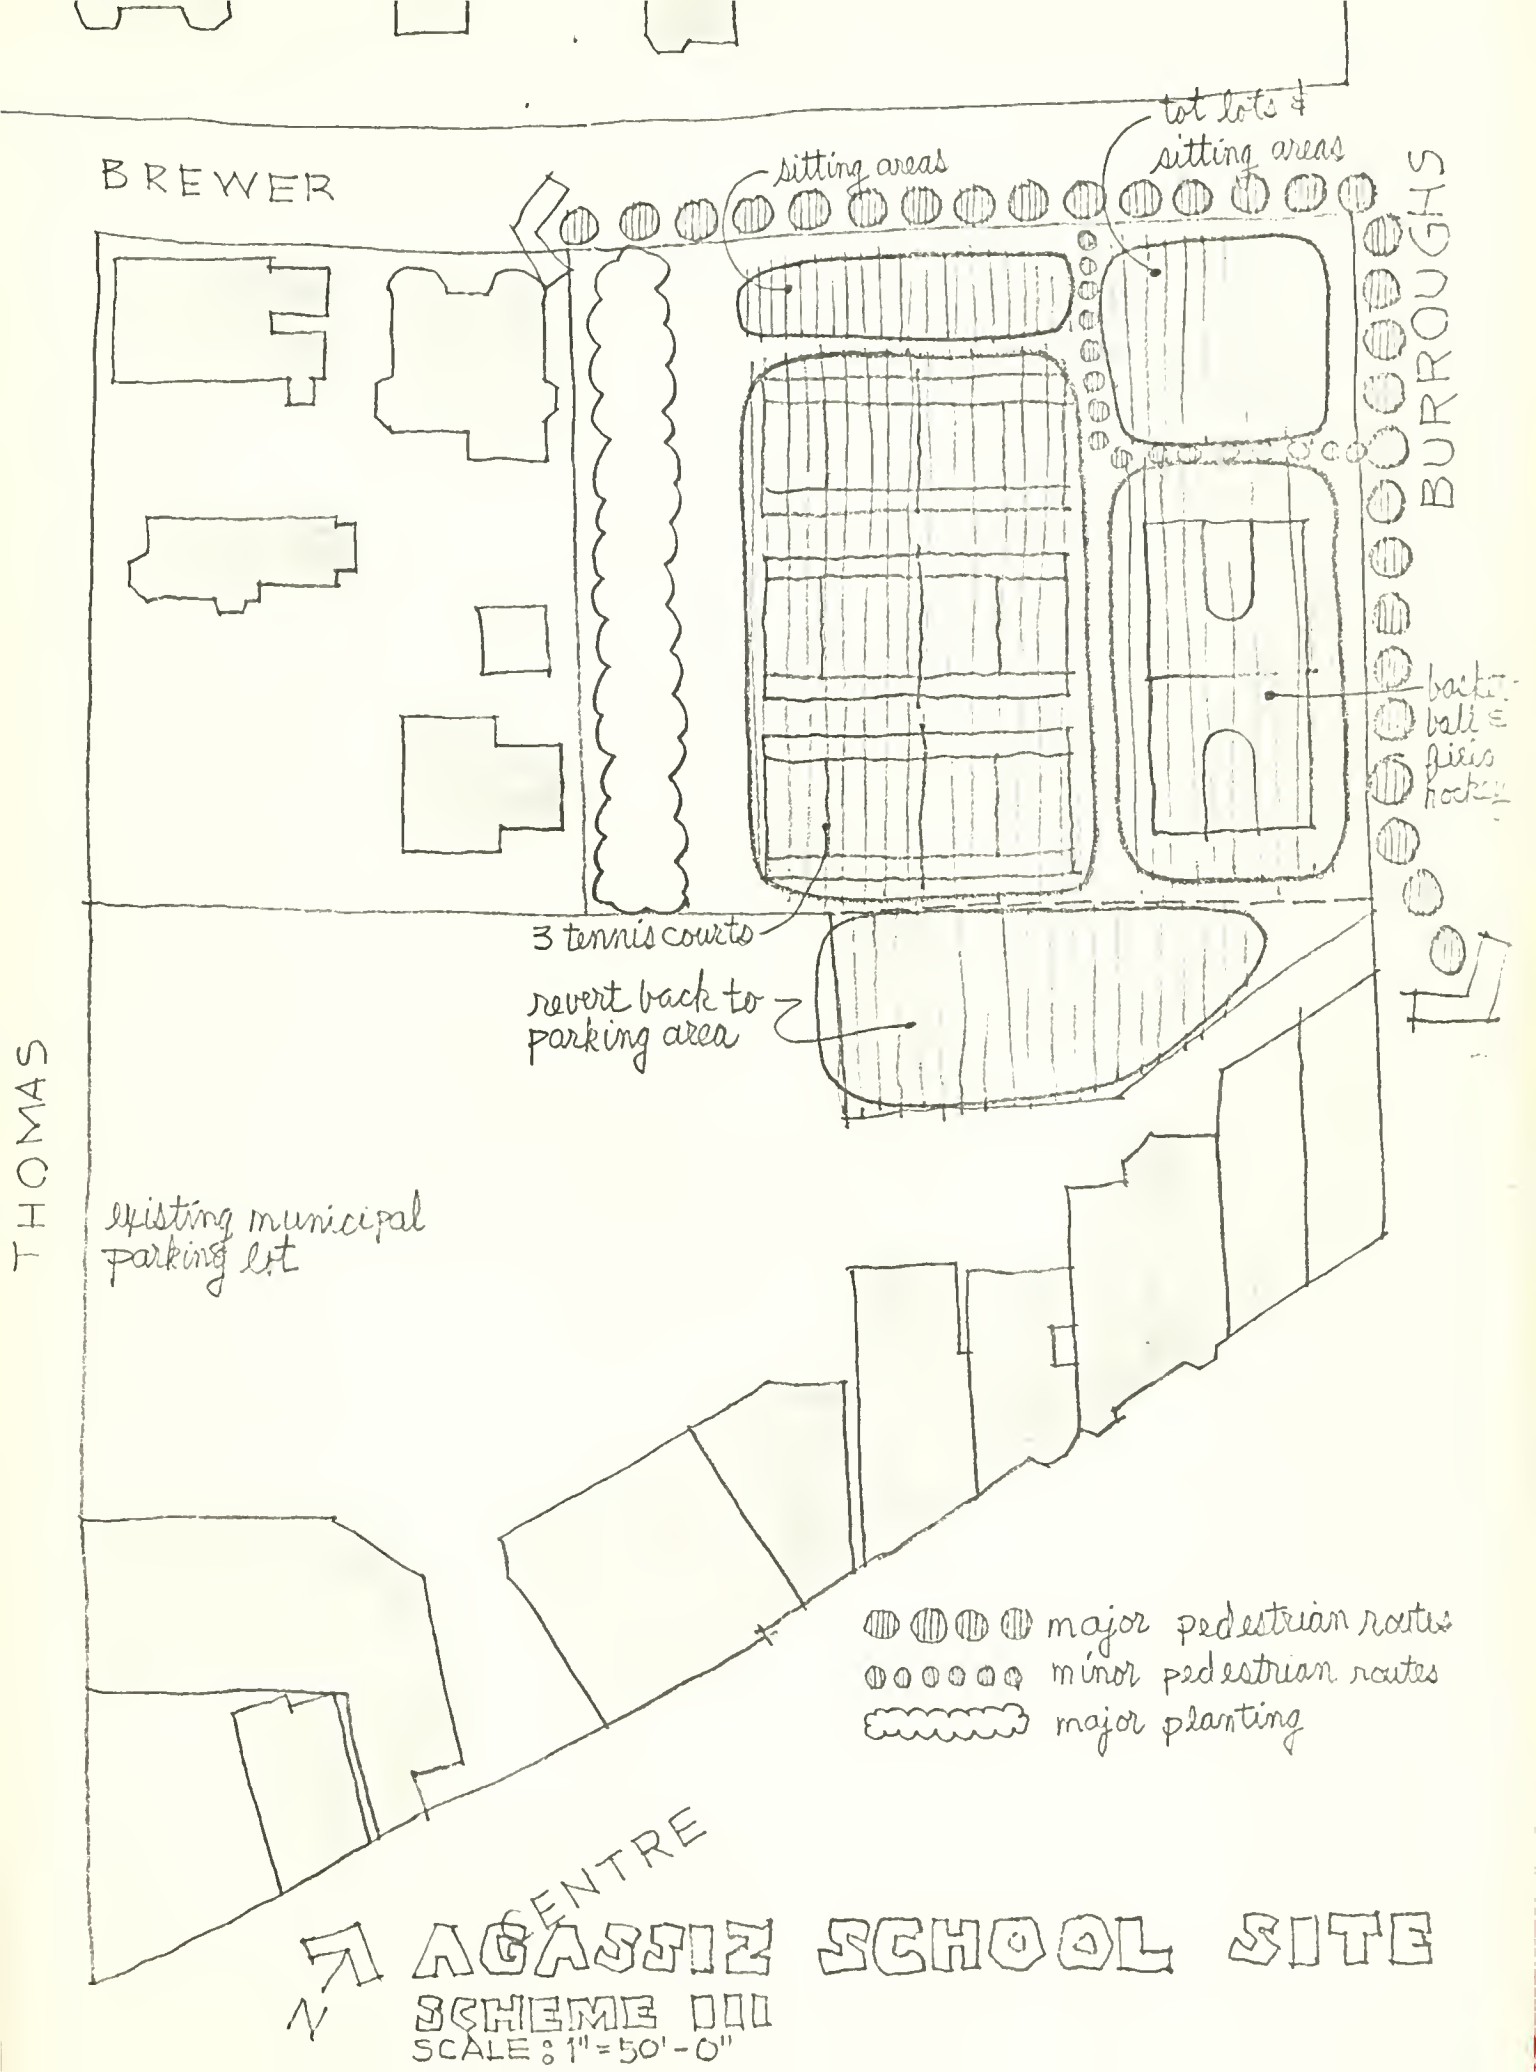 tot lots &
sitting areas
sitting areas
BREWER
BURROUGHS
basket-
ball &
hockey
3 tennis courts
revert back to
parking area
THOMAS
existing municipal
parking lot
major pedestrian routes
minor pedestrian routes
major planting
CENTRE
AGASSIZ SCHOOL SITE
N
SCHEME III
SCALE: 1"=50'-0"